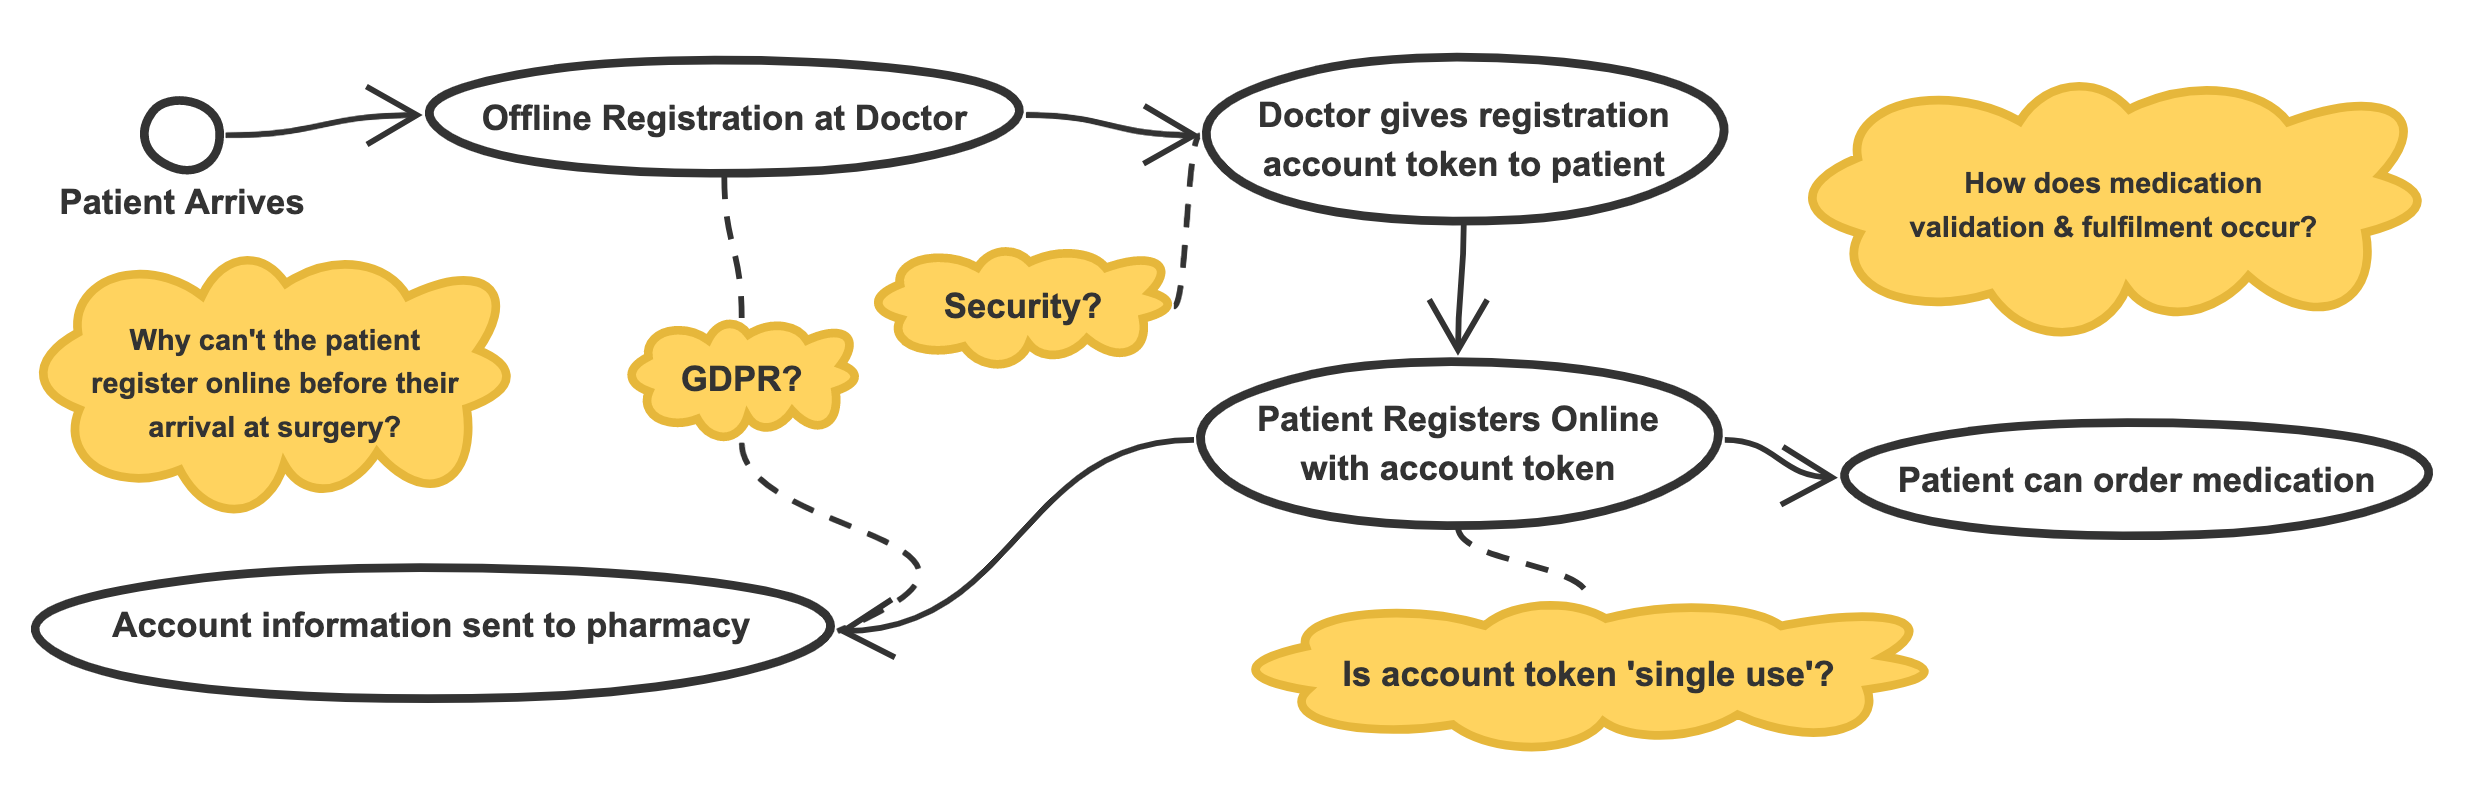 Patient Arrives
Offline Registration at Doctor
Doctor gives registration
account token to patient
How does medication
validation & fulfilment occur?
Why can't the patient
register online before their
arrival at surgery?
GDPR?
Security?
Patient Registers Online
with account token
Patient can order medication
Account information sent to pharmacy
Is account token 'single use'?